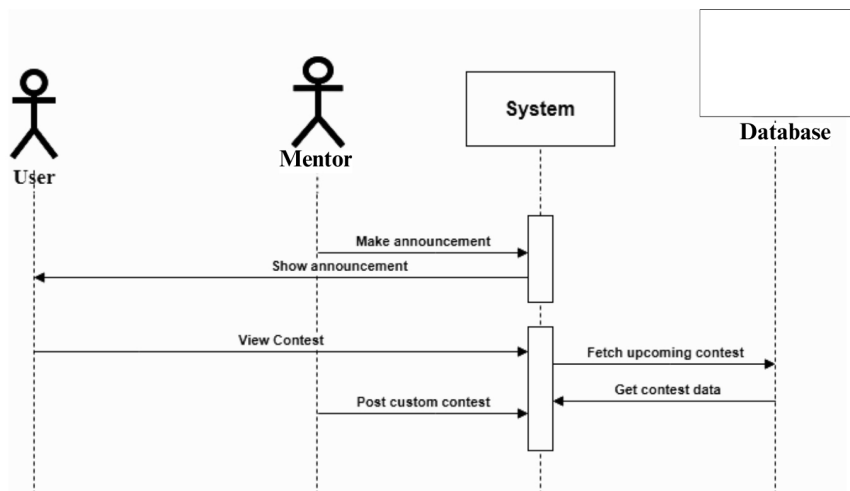 System
Database
Mentor
User
Make announcement
Show announcement
View Contest
Fetch upcoming contest
Get contest data
Post custom contest